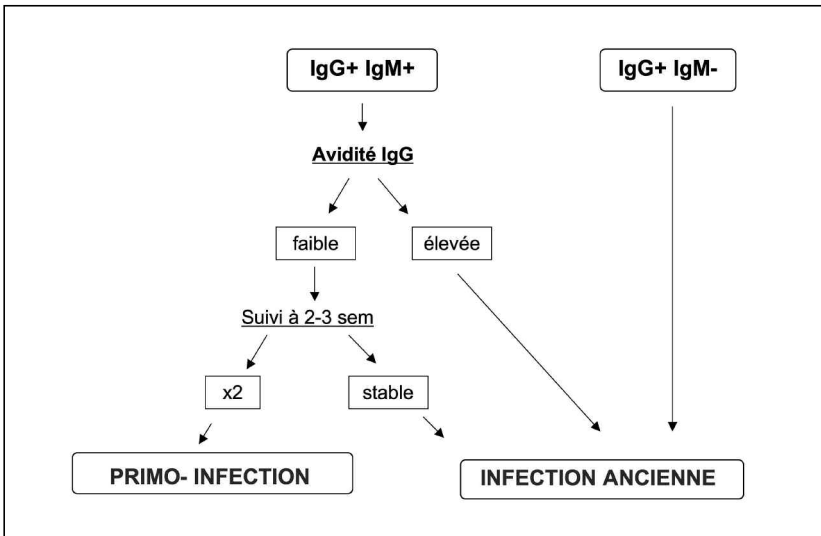 IgG+ IgM+
IgG+ IgM-
Avidité IgG
faible
élevée
Suivi à 2-3 sem
x2
stable
PRIMO- INFECTION
INFECTION ANCIENNE